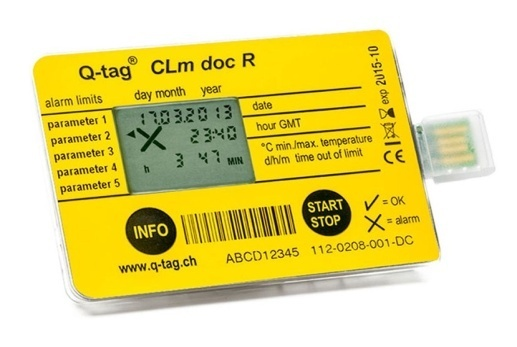 Q-tag® CLm doc R
alarm limits day month year
parameter 1
parameter 2
parameter 3
parameter 4
parameter 5
17.03.2013
23:40
h 3 47 MIN
date
hour GMT
°C min./max. temperature
d/h/m time out of limit
exp 2015-10
CE
INFO
START
STOP
= OK
= alarm
ABCD12345 112-0208-001-DC
www.q-tag.ch